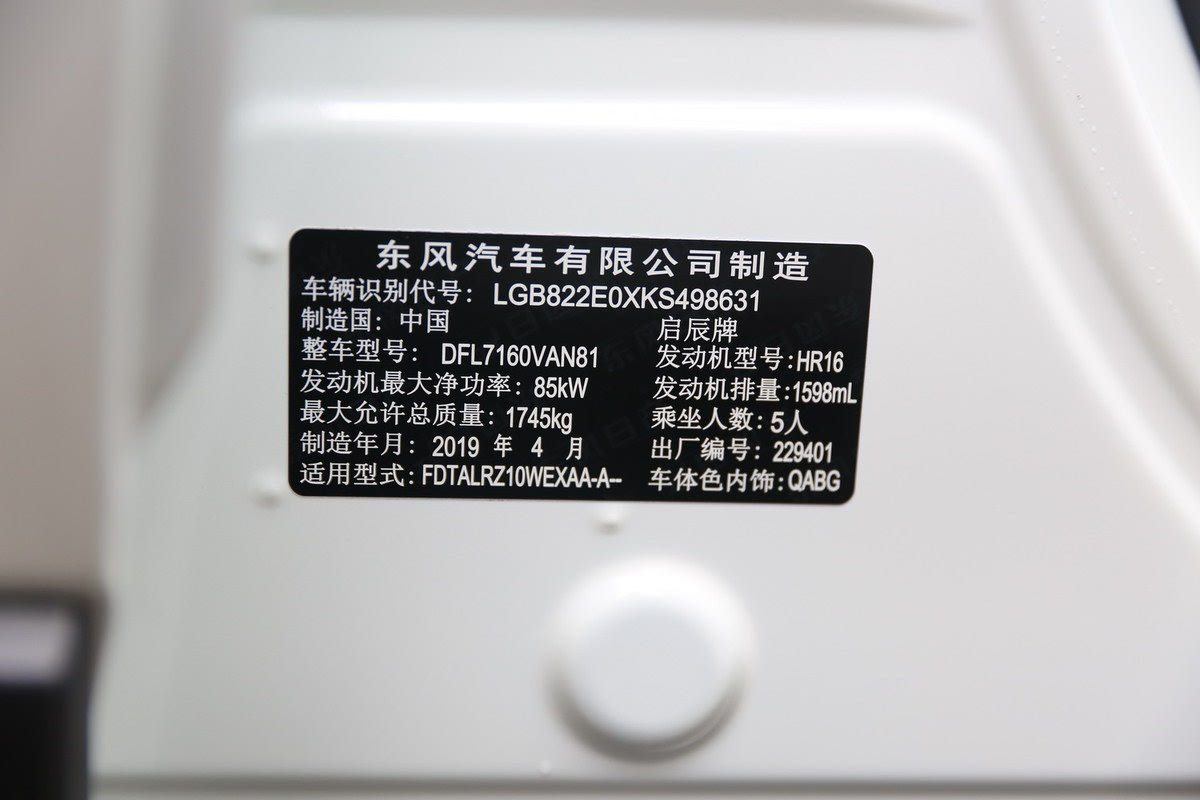 东风汽车有限公司制造
车辆识别代号: LGB822E0XKS498631
制造国: 中国 启辰牌
整车型号: DFL7160VAN81 发动机型号:HR16
发动机最大净功率: 85kW 发动机排量:1598mL
最大允许总质量: 1745kg 乘坐人数: 5人
制造年月: 2019 年 4 月 出厂编号: 229401
适用型式: FDTALRZ10WEXAA-A-- 车体色内饰:QABG